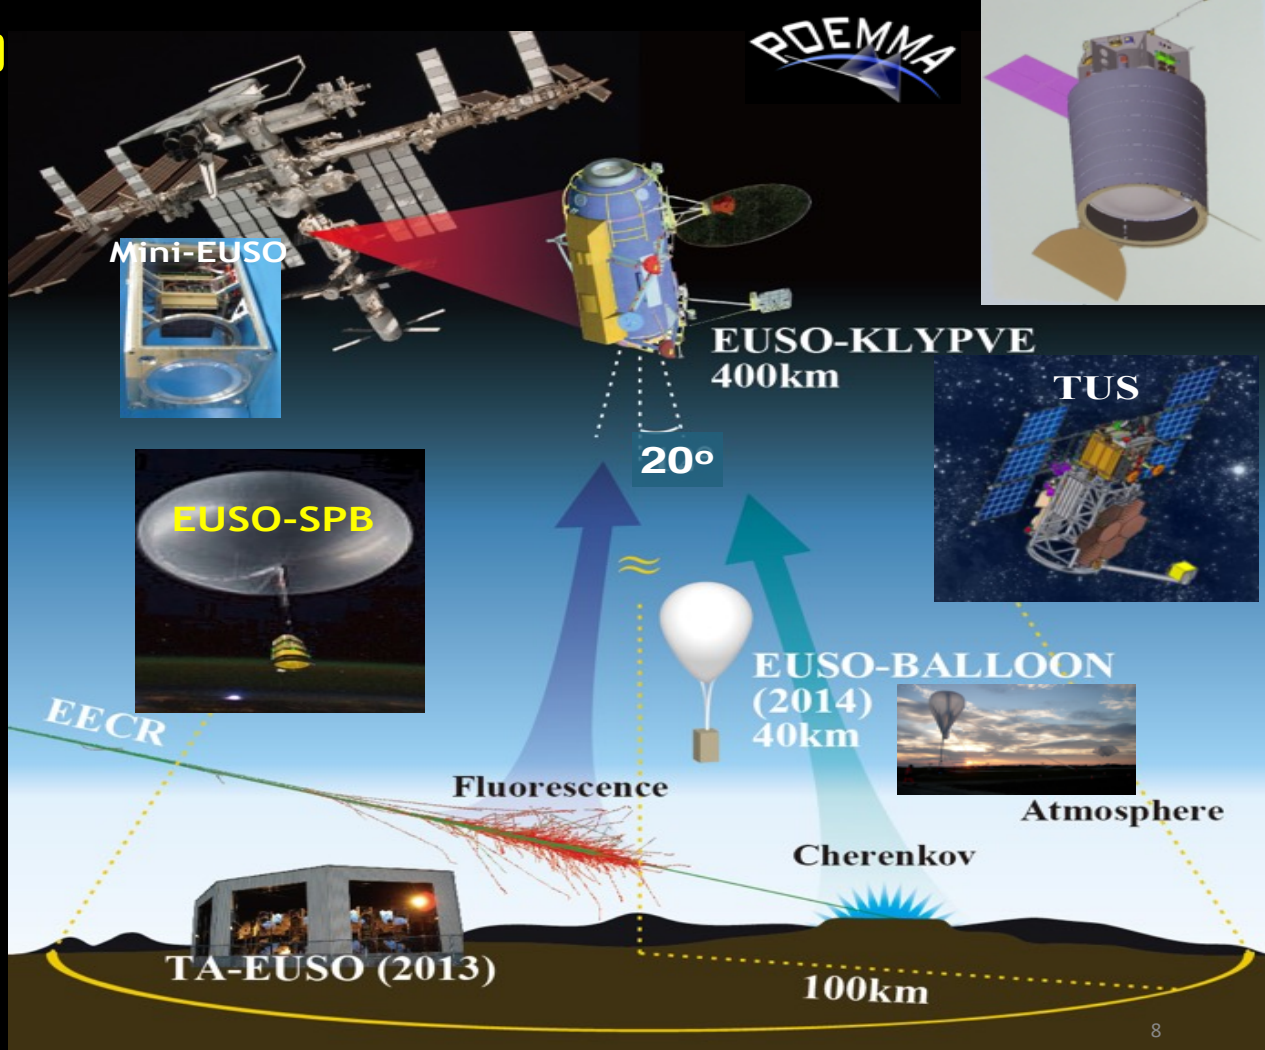 POEMMA
Mini-EUSO
EUSO-KLYPVE
400km
TUS
20º
EUSO-SPB
EUSO-BALLOON
(2014)
40km
EECR
Fluorescence
Atmosphere
Cherenkov
TA-EUSO (2013)
100km
8